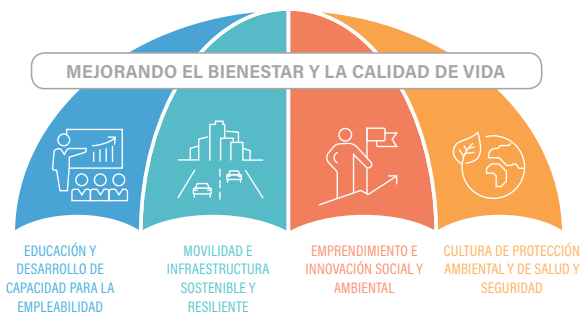 MEJORANDO EL BIENESTAR Y LA CALIDAD DE VIDA
EDUCACIÓN Y
DESARROLLO DE
CAPACIDAD PARA LA
EMPLEABILIDAD
MOVILIDAD E
INFRAESTRUCTURA
SOSTENIBLE Y
RESILIENTE
EMPRENDIMIENTO E
INNOVACIÓN SOCIAL Y
AMBIENTAL
CULTURA DE PROTECCIÓN
AMBIENTAL Y DE SALUD Y
SEGURIDAD